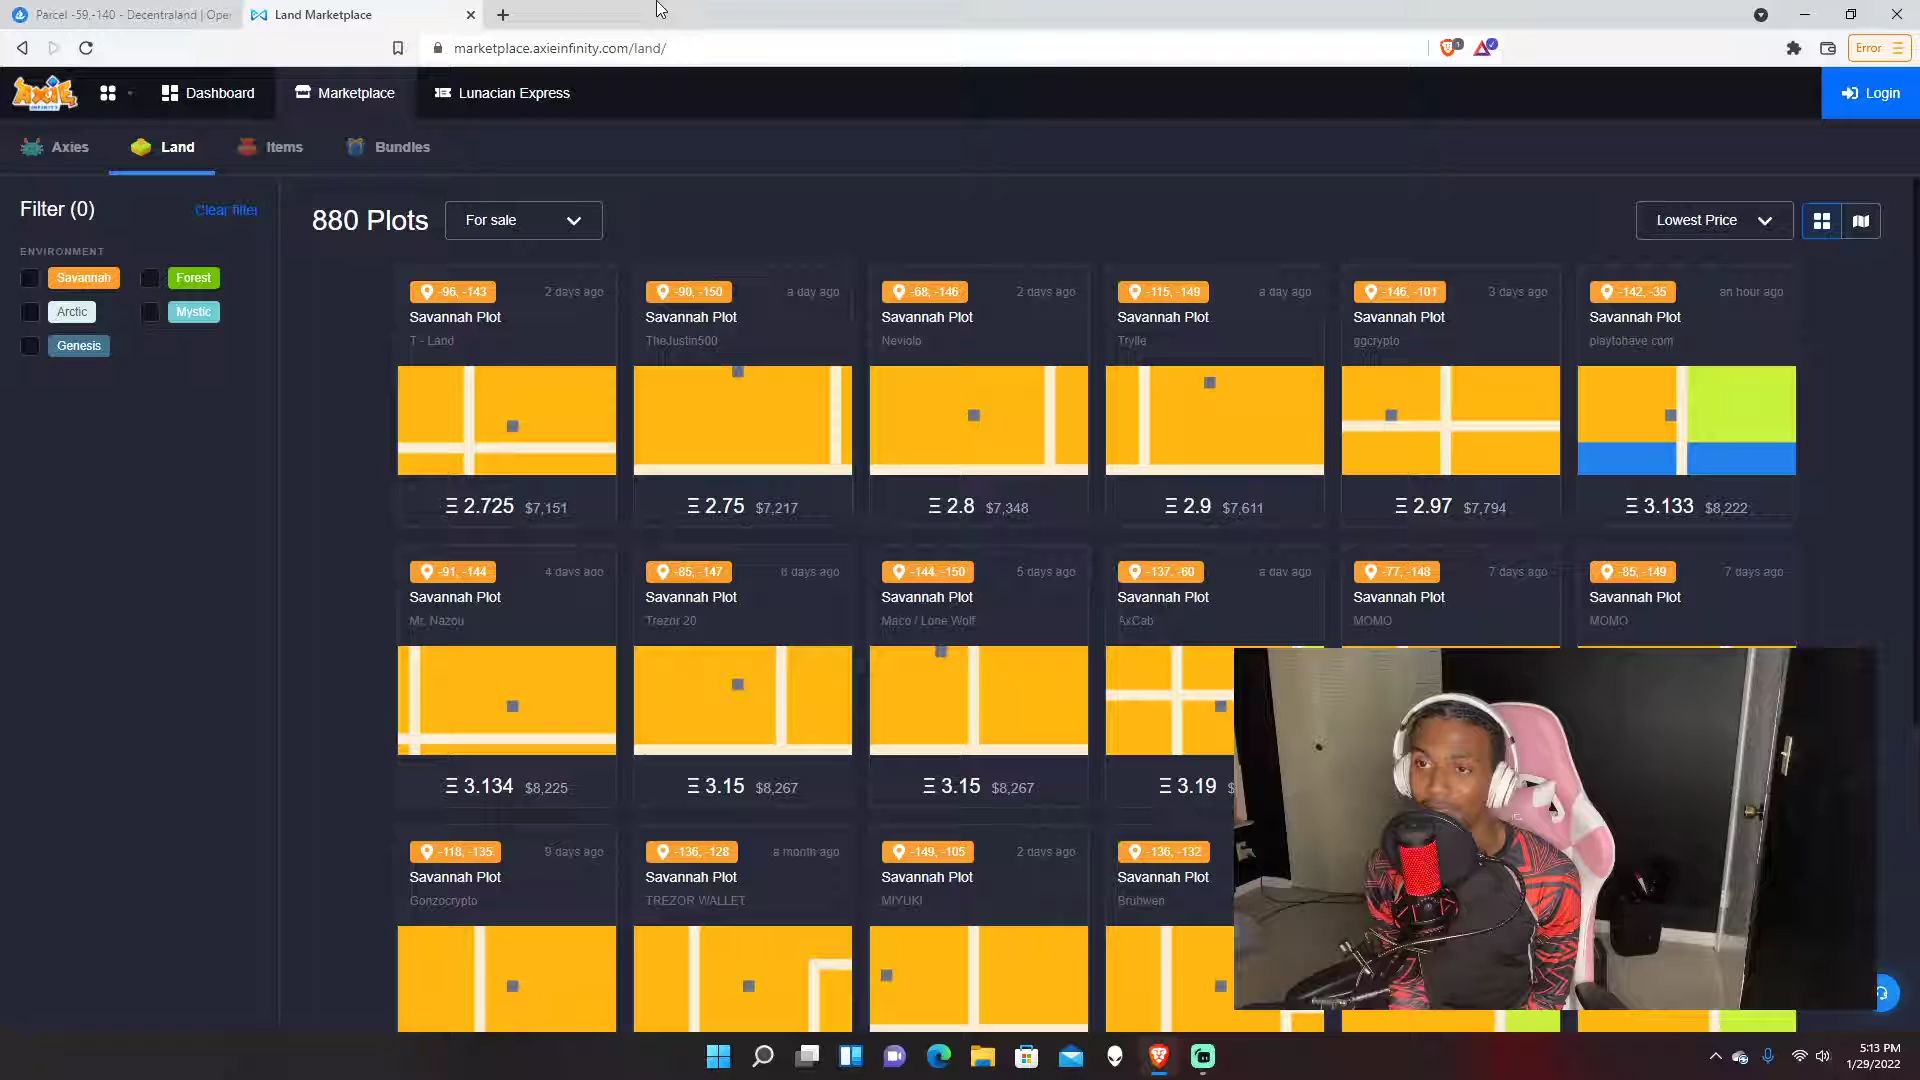 Parcel -59,-140 - Decentraland | Ope
Land Marketplace
marketplace.axieinfinity.com/land/
1
Error
AXIE
INFINITY
Dashboard
Marketplace
Lunacian Express
Login
Axies
Land
Items
Bundles
Filter (0)
Clear filter
ENVIRONMENT
Savannah
Forest
Arctic
Mystic
Genesis
880 Plots
For sale
Lowest Price
-96, -143
2 days ago
Savannah Plot
T - Land
Ξ 2.725 $7,151
-90, -150
a day ago
Savannah Plot
TheJustin500
Ξ 2.75 $7,217
-68, -146
2 days ago
Savannah Plot
Neviolo
Ξ 2.8 $7,348
-115, -149
a day ago
Savannah Plot
Trylle
Ξ 2.9 $7,611
-146, -101
3 days ago
Savannah Plot
ggcrypto
Ξ 2.97 $7,794
-142, -35
an hour ago
Savannah Plot
playtohave.com
Ξ 3.133 $8,222
-91, -144
4 days ago
Savannah Plot
Mr. Nazou
Ξ 3.134 $8,225
-85, -147
6 days ago
Savannah Plot
Trezor 20
Ξ 3.15 $8,267
-144, -150
5 days ago
Savannah Plot
Maco / Lone Wolf
Ξ 3.15 $8,267
-137, -60
a day ago
Savannah Plot
AxCab
Ξ 3.19 $
-77, -148
7 days ago
Savannah Plot
MOMO
-85, -149
7 days ago
Savannah Plot
MOMO
-118, -135
9 days ago
Savannah Plot
Gonzocrypto
-136, -128
a month ago
Savannah Plot
TREZOR WALLET
-149, -105
2 days ago
Savannah Plot
MIYUKI
-136, -132
Savannah Plot
Bruhwen
5:13 PM
1/29/2022